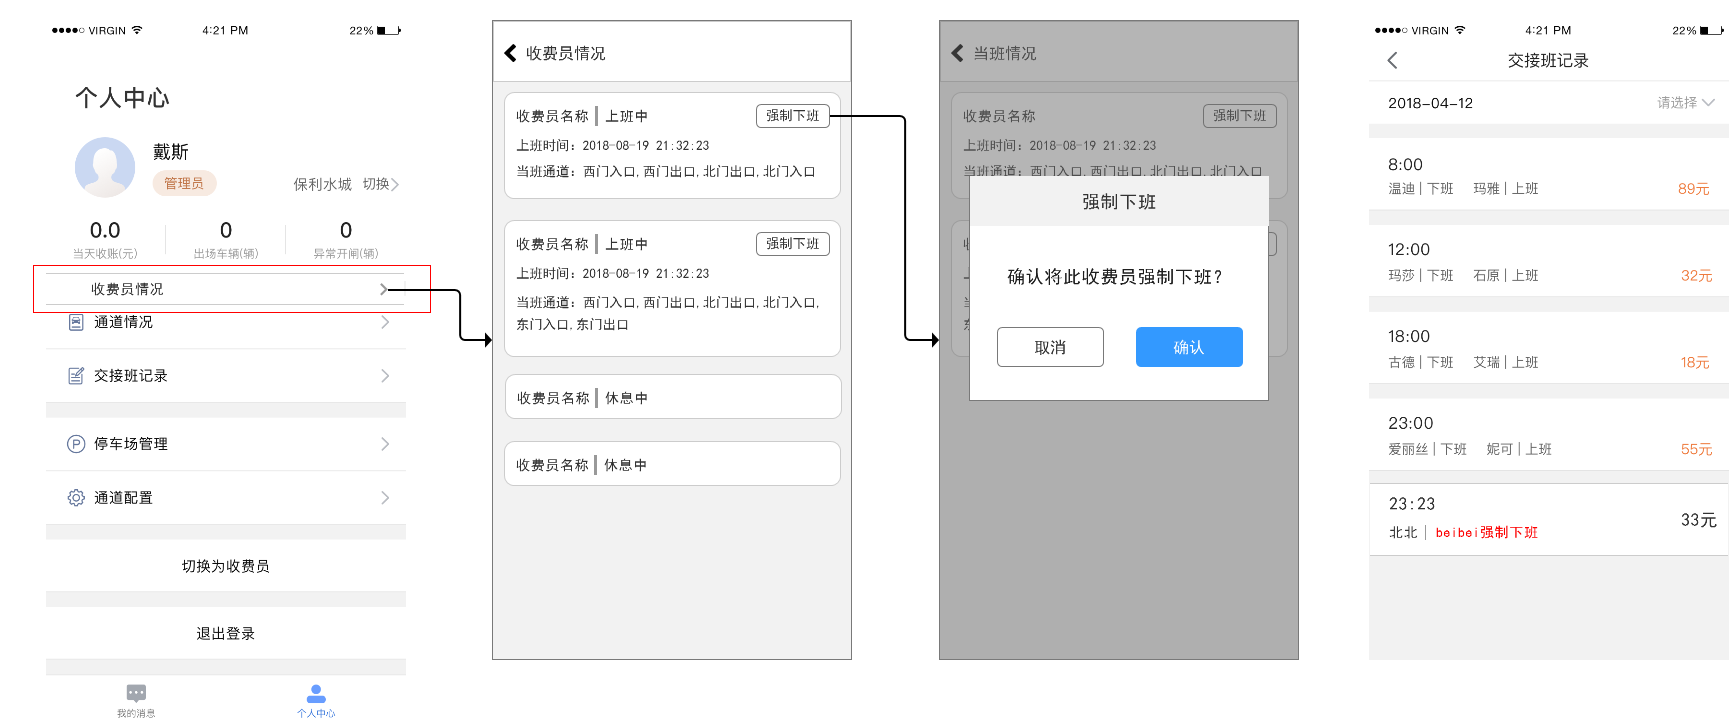 VIRGIN 4:21 PM 22%
个人中心
戴斯
管理员
保利水城 切换
0.0 0 0
当天收账(元) 出场车辆(辆) 异常开闸(辆)
收费员情况
通道情况
交接班记录
停车场管理
通道配置
切换为收费员
退出登录
我的消息 个人中心
收费员情况
收费员名称 上班中 强制下班
上班时间: 2018-08-19 21:32:23
当班通道: 西门入口, 西门出口, 北门出口, 北门入口
收费员名称 上班中 强制下班
上班时间: 2018-08-19 21:32:23
当班通道: 西门入口, 西门出口, 北门出口, 北门入口,
东门入口, 东门出口
收费员名称 休息中
收费员名称 休息中
当班情况
收费员名称 强制下班
上班时间: 2018-08-19 21:32:23
当班通道: 西门入口, 西门出口, 北门出口, 北门入口
强制下班
确认将此收费员强制下班?
取消 确认
VIRGIN 4:21 PM 22%
交接班记录
2018-04-12 请选择
8:00
温迪|下班 玛雅|上班 89元
12:00
玛莎|下班 石原|上班 32元
18:00
古德|下班 艾瑞|上班 18元
23:00
爱丽丝|下班 妮可|上班 55元
23:23
北北| beibei强制下班 33元